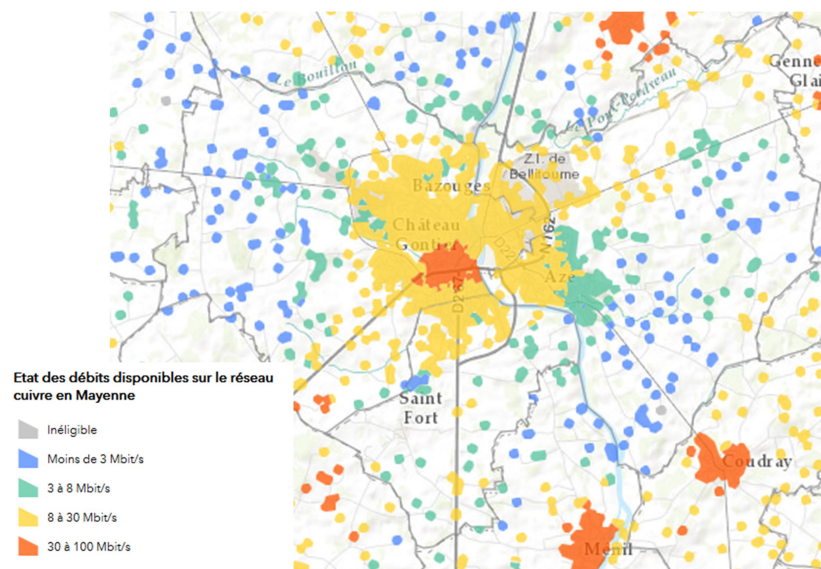 Le Bouillon
Genne
Glai
Le Pont-Perdreau
Z.I. de
Bellitourne
Bazouges
Château
Gontier
N162
D22
Azé
D267
Saint
Fort
Coudray
Ménil
Etat des débits disponibles sur le réseau
cuivre en Mayenne
Inéligible
Moins de 3 Mbit/s
3 à 8 Mbit/s
8 à 30 Mbit/s
30 à 100 Mbit/s